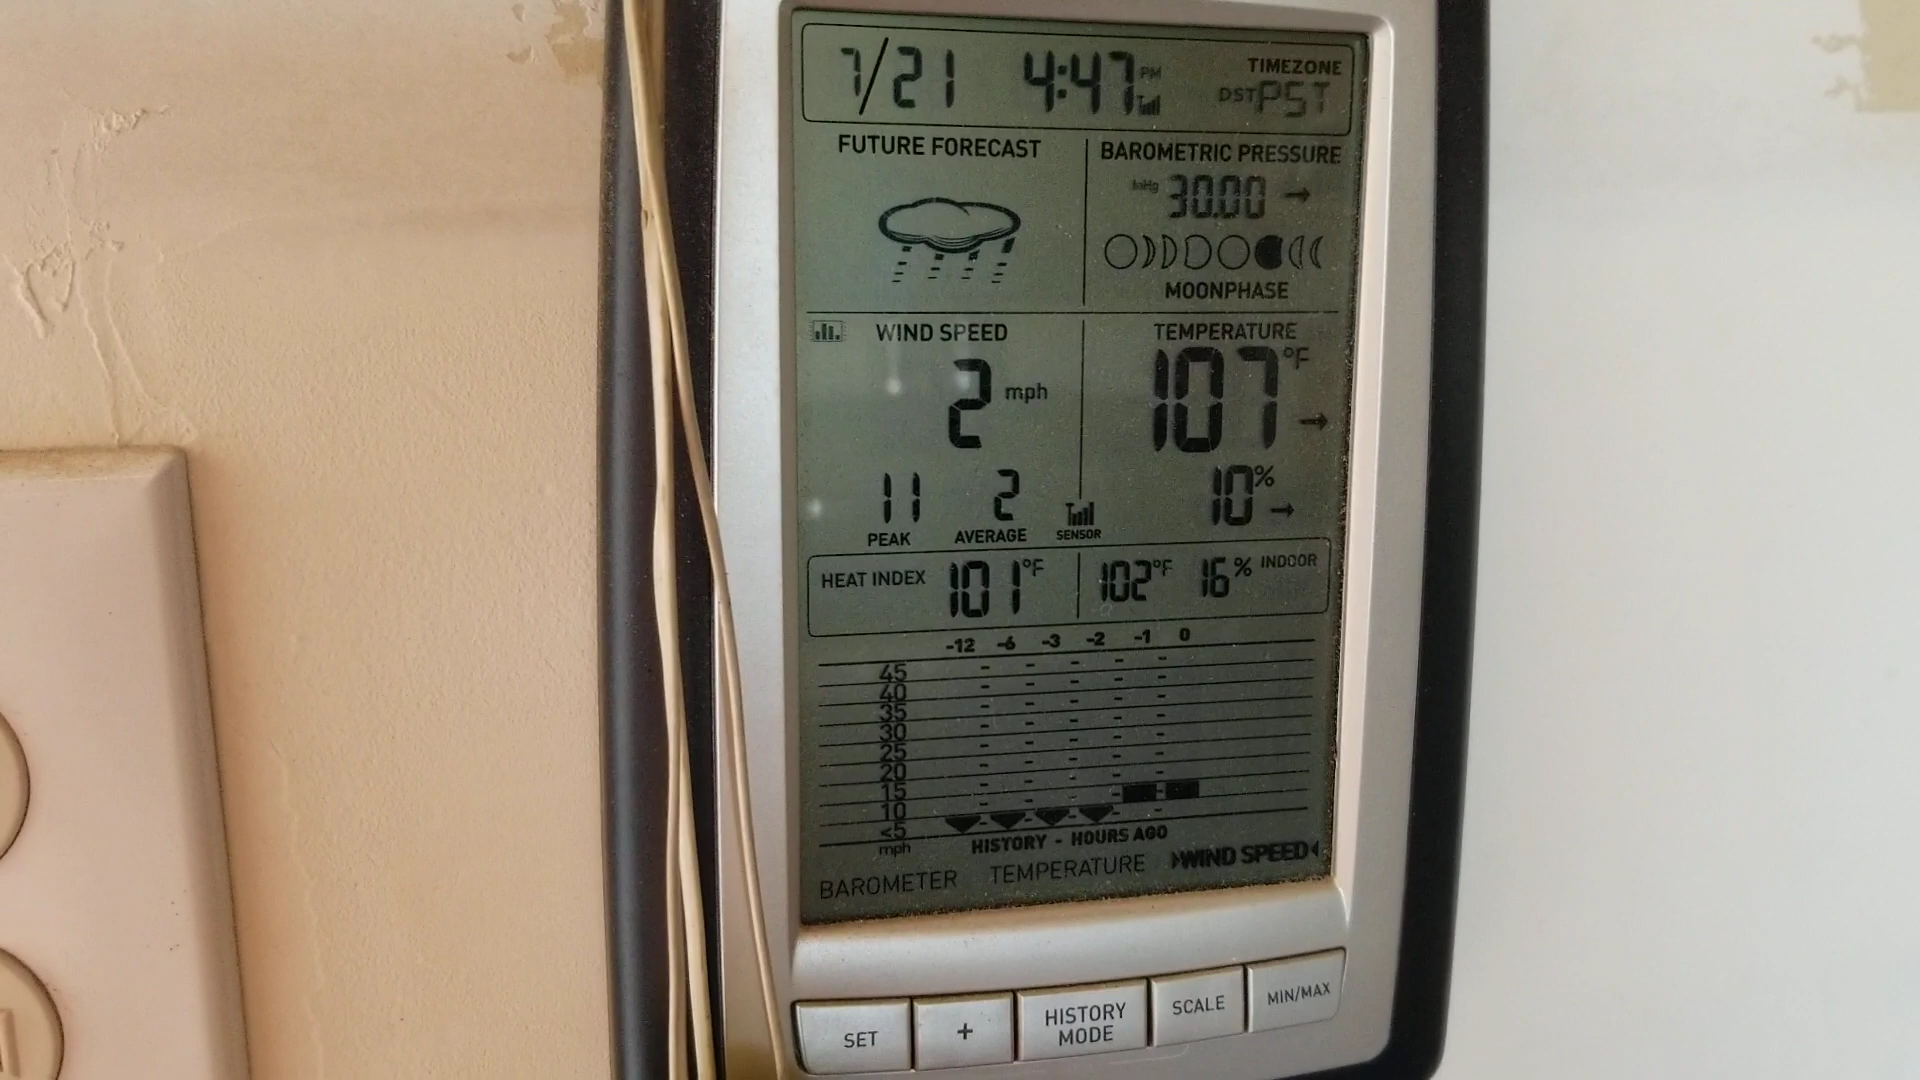 7/21 4:47 PM TIMEZONE DST PST
FUTURE FORECAST
BAROMETRIC PRESSURE
inHg 30.00 →
MOONPHASE
WIND SPEED
2 mph
11 2
PEAK AVERAGE SENSOR
TEMPERATURE
107 °F →
10% →
HEAT INDEX 101°F 102°F 16% INDOOR
-12 -6 -3 -2 -1 0
45
40
35
30
25
20
15
10
<5
mph
HISTORY - HOURS AGO
BAROMETER TEMPERATURE WIND SPEED
SET + HISTORY MODE SCALE MIN/MAX